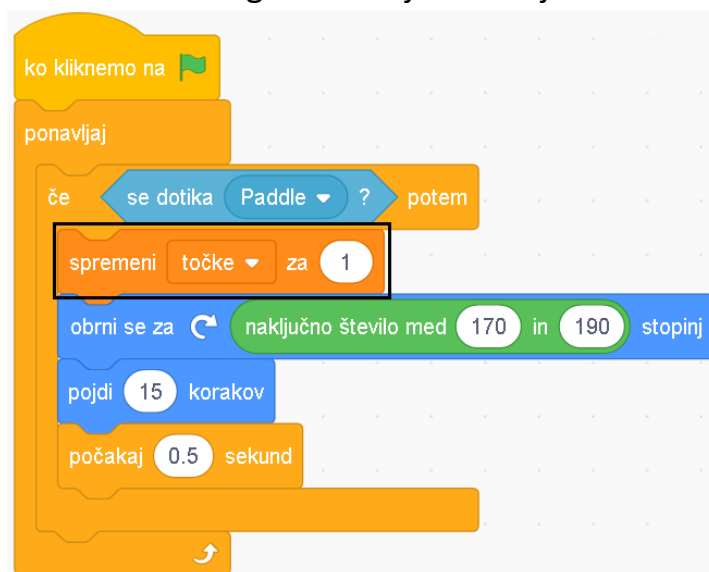 ko kliknemo na
ponavljaj
če se dotika Paddle ? potem
spremeni točke za 1
obrni se za naključno število med 170 in 190 stopinj
pojdi 15 korakov
počakaj 0.5 sekund